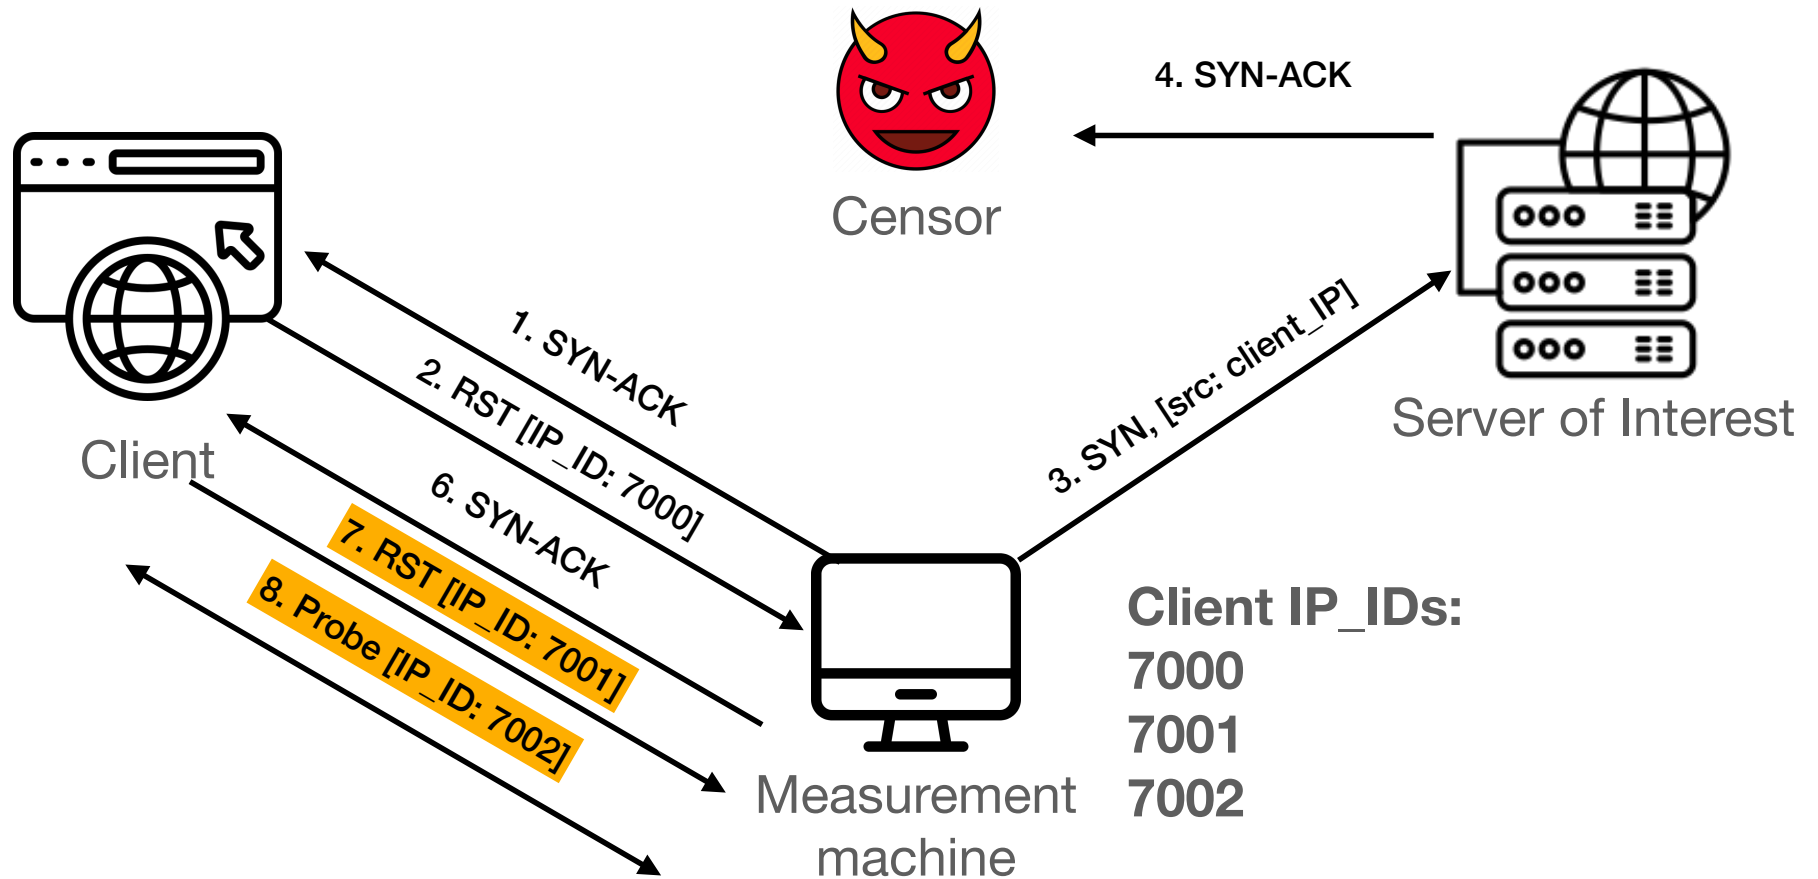 4. SYN-ACK
Censor
1. SYN-ACK
2. RST [IP_ID: 7000]
3. SYN, [src: client_IP]
Server of Interest
Client
6. SYN-ACK
7. RST [IP_ID: 7001]
8. Probe [IP_ID: 7002]
Client IP_IDs:
7000
7001
7002
Measurement
machine